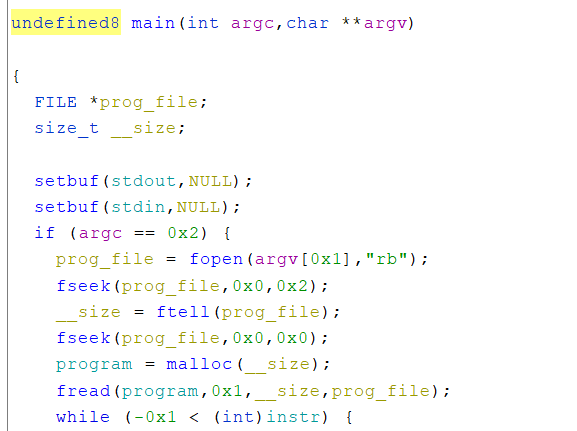 undefined8 main(int argc,char **argv)
{
FILE *prog_file;
size_t __size;
setbuf(stdout,NULL);
setbuf(stdin,NULL);
if (argc == 0x2) {
prog_file = fopen(argv[0x1],"rb");
fseek(prog_file,0x0,0x2);
__size = ftell(prog_file);
fseek(prog_file,0x0,0x0);
program = malloc(__size);
fread(program,0x1,__size,prog_file);
while (-0x1 < (int)instr) {